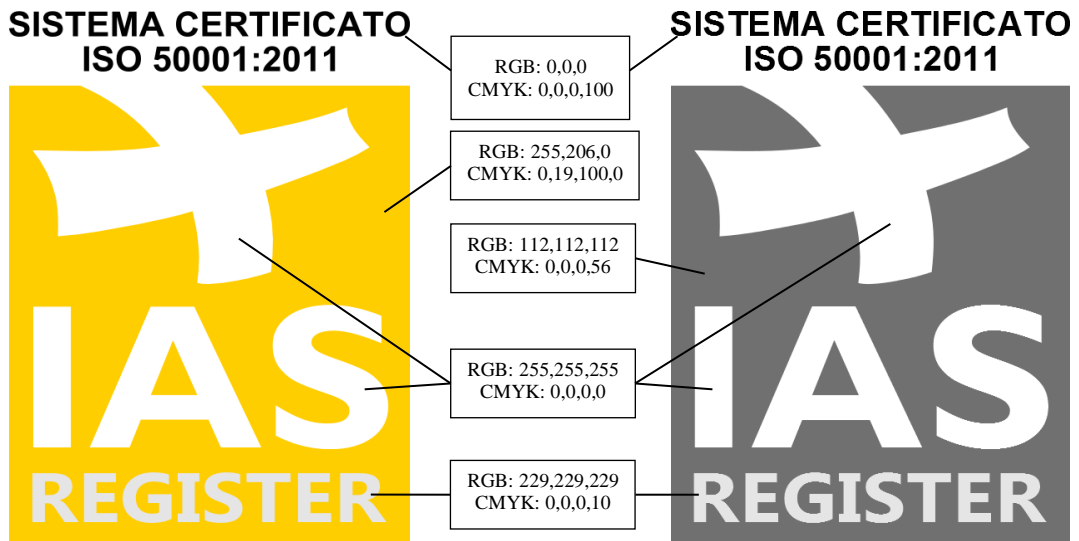 SISTEMA CERTIFICATO
ISO 50001:2011
IAS
REGISTER
RGB: 0,0,0
CMYK: 0,0,0,100
RGB: 255,206,0
CMYK: 0,19,100,0
RGB: 112,112,112
CMYK: 0,0,0,56
RGB: 255,255,255
CMYK: 0,0,0,0
RGB: 229,229,229
CMYK: 0,0,0,10
SISTEMA CERTIFICATO
ISO 50001:2011
IAS
REGISTER